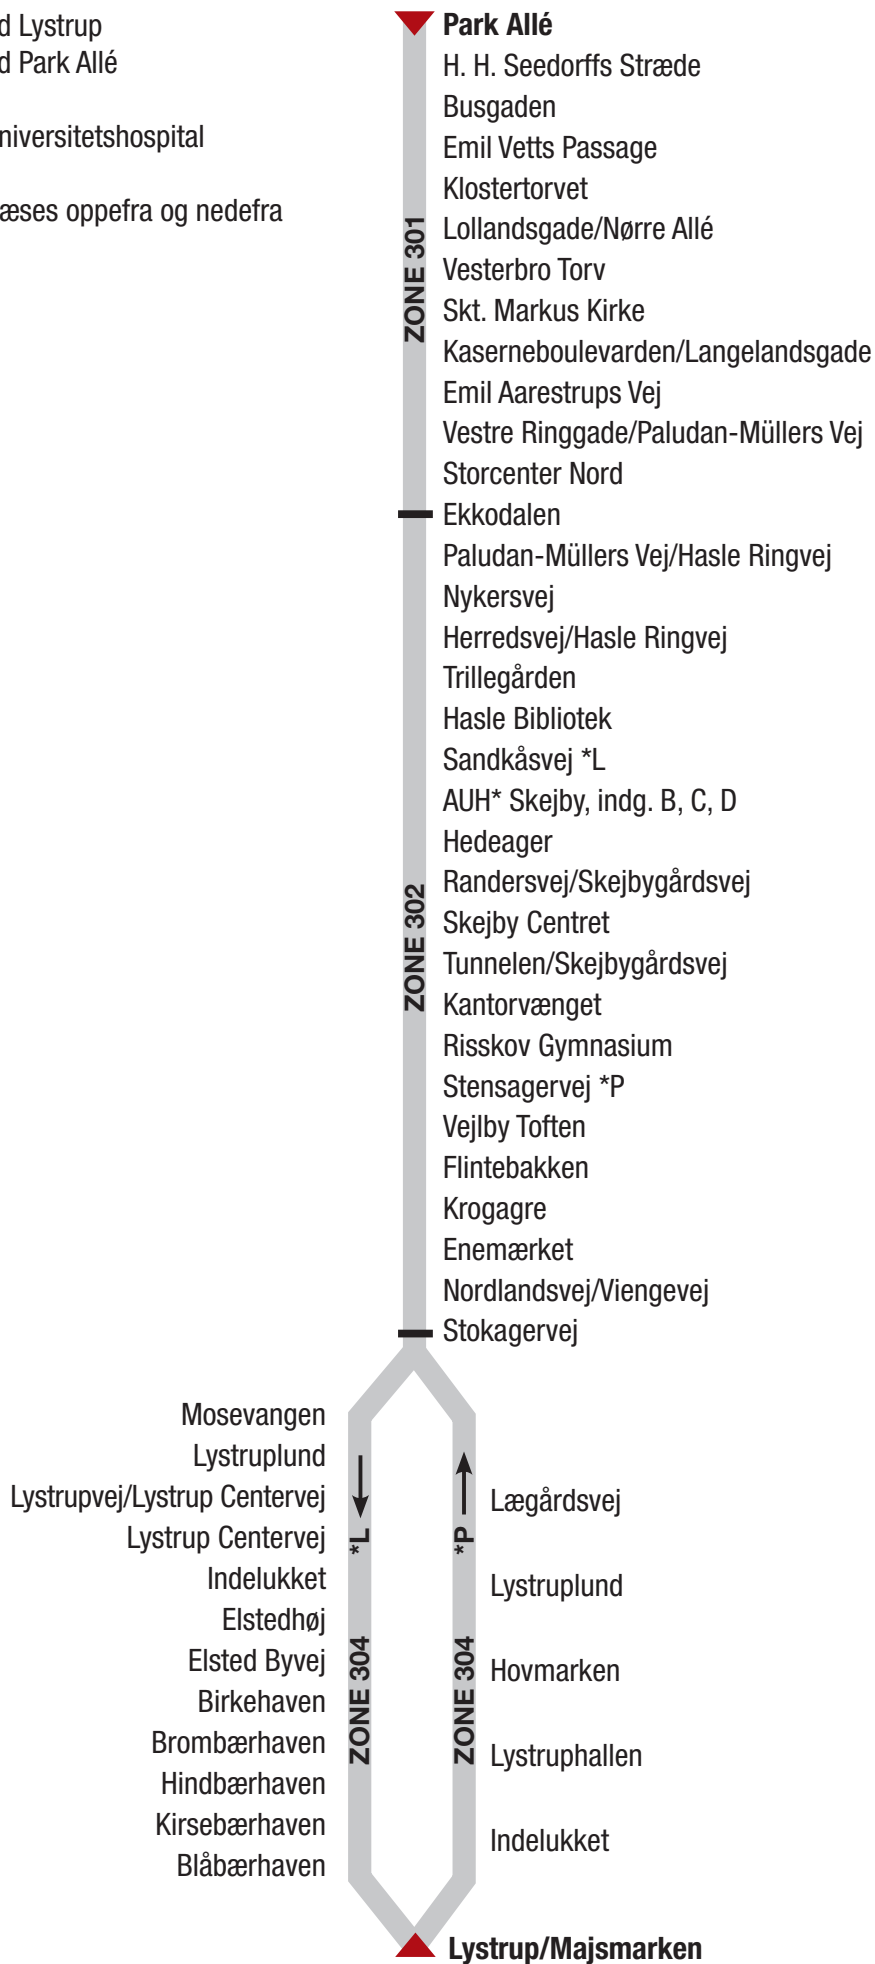 d Lystrup
d Park Allé
niversitetshospital
æses oppefra og nedefra
Park Allé
H. H. Seedorffs Stræde
Busgaden
Emil Vetts Passage
Klostertorvet
Lollandsgade/Nørre Allé
Vesterbro Torv
Skt. Markus Kirke
Kaserneboulevarden/Langelandsgade
Emil Aarestrups Vej
Vestre Ringgade/Paludan-Müllers Vej
Storcenter Nord
ZONE 301
Ekkodalen
Paludan-Müllers Vej/Hasle Ringvej
Nykersvej
Herredsvej/Hasle Ringvej
Trillegården
Hasle Bibliotek
Sandkåsvej *L
AUH* Skejby, indg. B, C, D
Hedeager
Randersvej/Skejbygårdsvej
Skejby Centret
Tunnelen/Skejbygårdsvej
Kantorvænget
Risskov Gymnasium
Stensagervej *P
Vejlby Toften
Flintebakken
Krogagre
Enemærket
Nordlandsvej/Viengevej
Stokagervej
ZONE 302
Mosevangen
Lystruplund
Lystrupvej/Lystrup Centervej
Lystrup Centervej
Indelukket
Elstedhøj
Elsted Byvej
Birkehaven
Brombærhaven
Hindbærhaven
Kirsebærhaven
Blåbærhaven
*L
ZONE 304
*P
ZONE 304
Lægårdsvej
Lystruplund
Hovmarken
Lystruphallen
Indelukket
Lystrup/Majsmarken